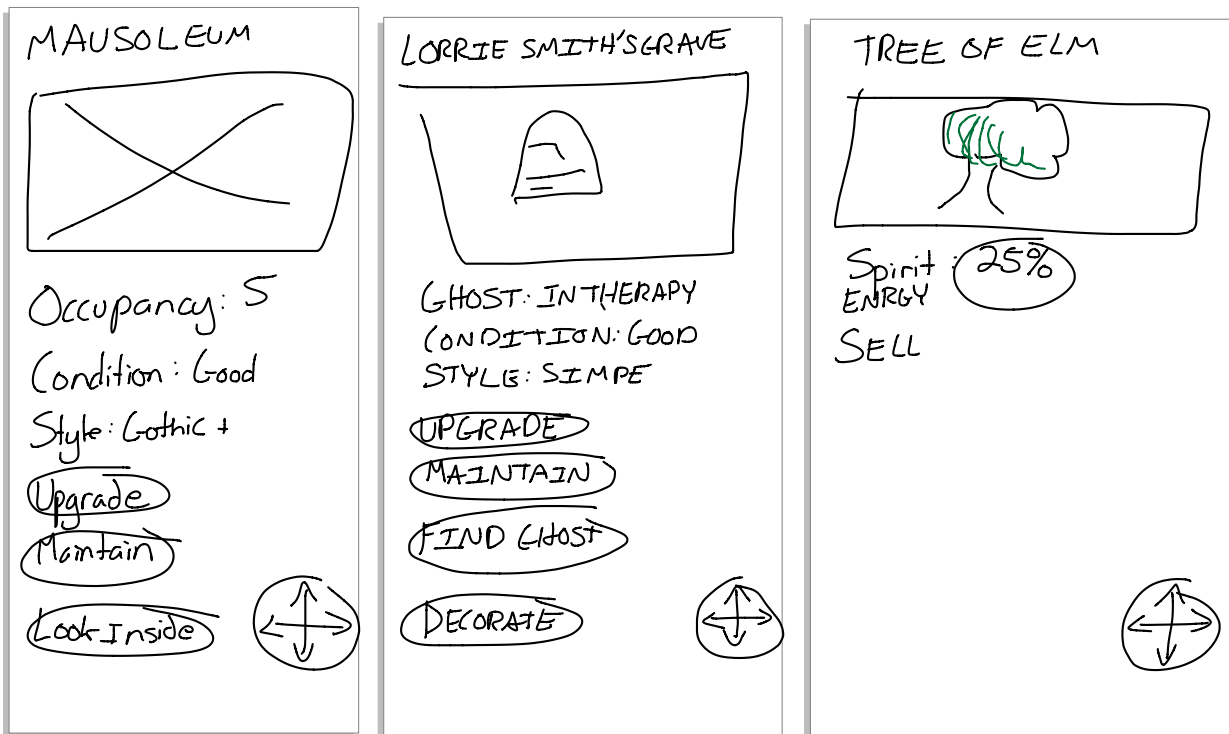 MAUSOLEUM
Occupancy: 5
Condition: Good
Style: Gothic +
Upgrade
Maintain
Look Inside
LORRIE SMITH'S GRAVE
GHOST: IN THERAPY
CONDITION: GOOD
STYLE: SIMPE
UPGRADE
MAINTAIN
FIND GHOST
DECORATE
TREE OF ELM
Spirit : 25%
ENRGY
SELL